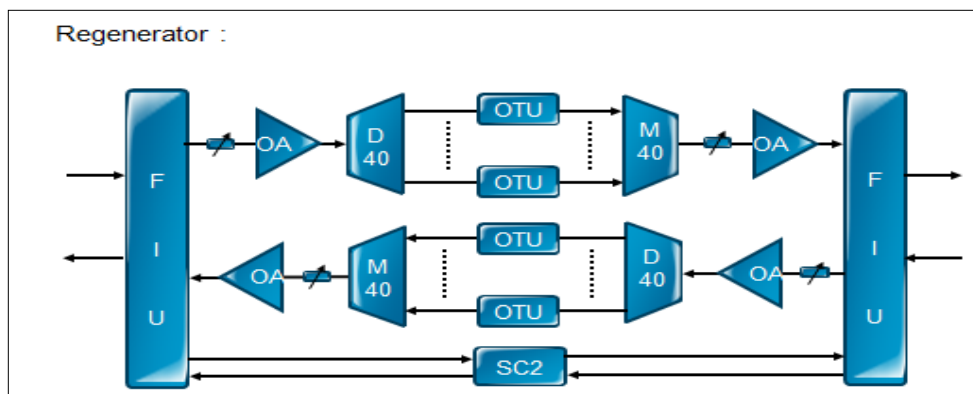 Regenerator :
F
I
U
OA
D
40
OTU
OTU
M
40
OA
OA
M
40
OTU
OTU
D
40
OA
SC2
F
I
U